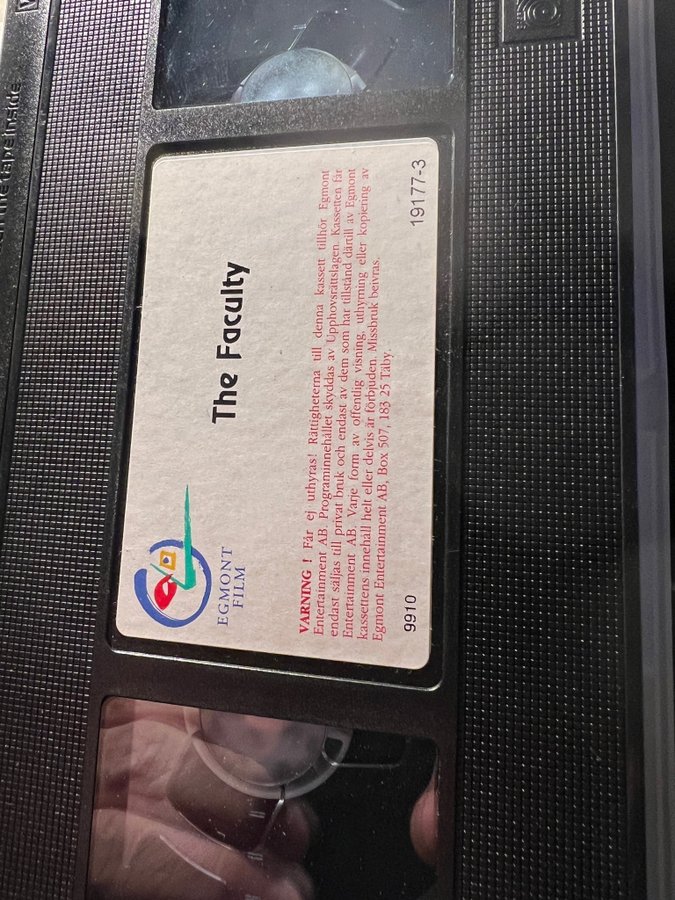 the tape inside
EGMONT
FILM
The Faculty
VARNING ! Får ej uthyras! Rättigheterna till denna kassett tillhör Egmont
Entertainment AB. Programinnehållet skyddas av Upphovsrättslagen. Kassetten får
endast säljas till privat bruk och endast av dem som har tillstånd därtill av Egmont
Entertainment AB. Varje form av offentlig visning, uthyrning eller kopiering av
kassettens innehåll helt eller delvis är förbjuden. Missbruk beivras.
Egmont Entertainment AB, Box 507, 183 25 Täby.
9910
19177-3